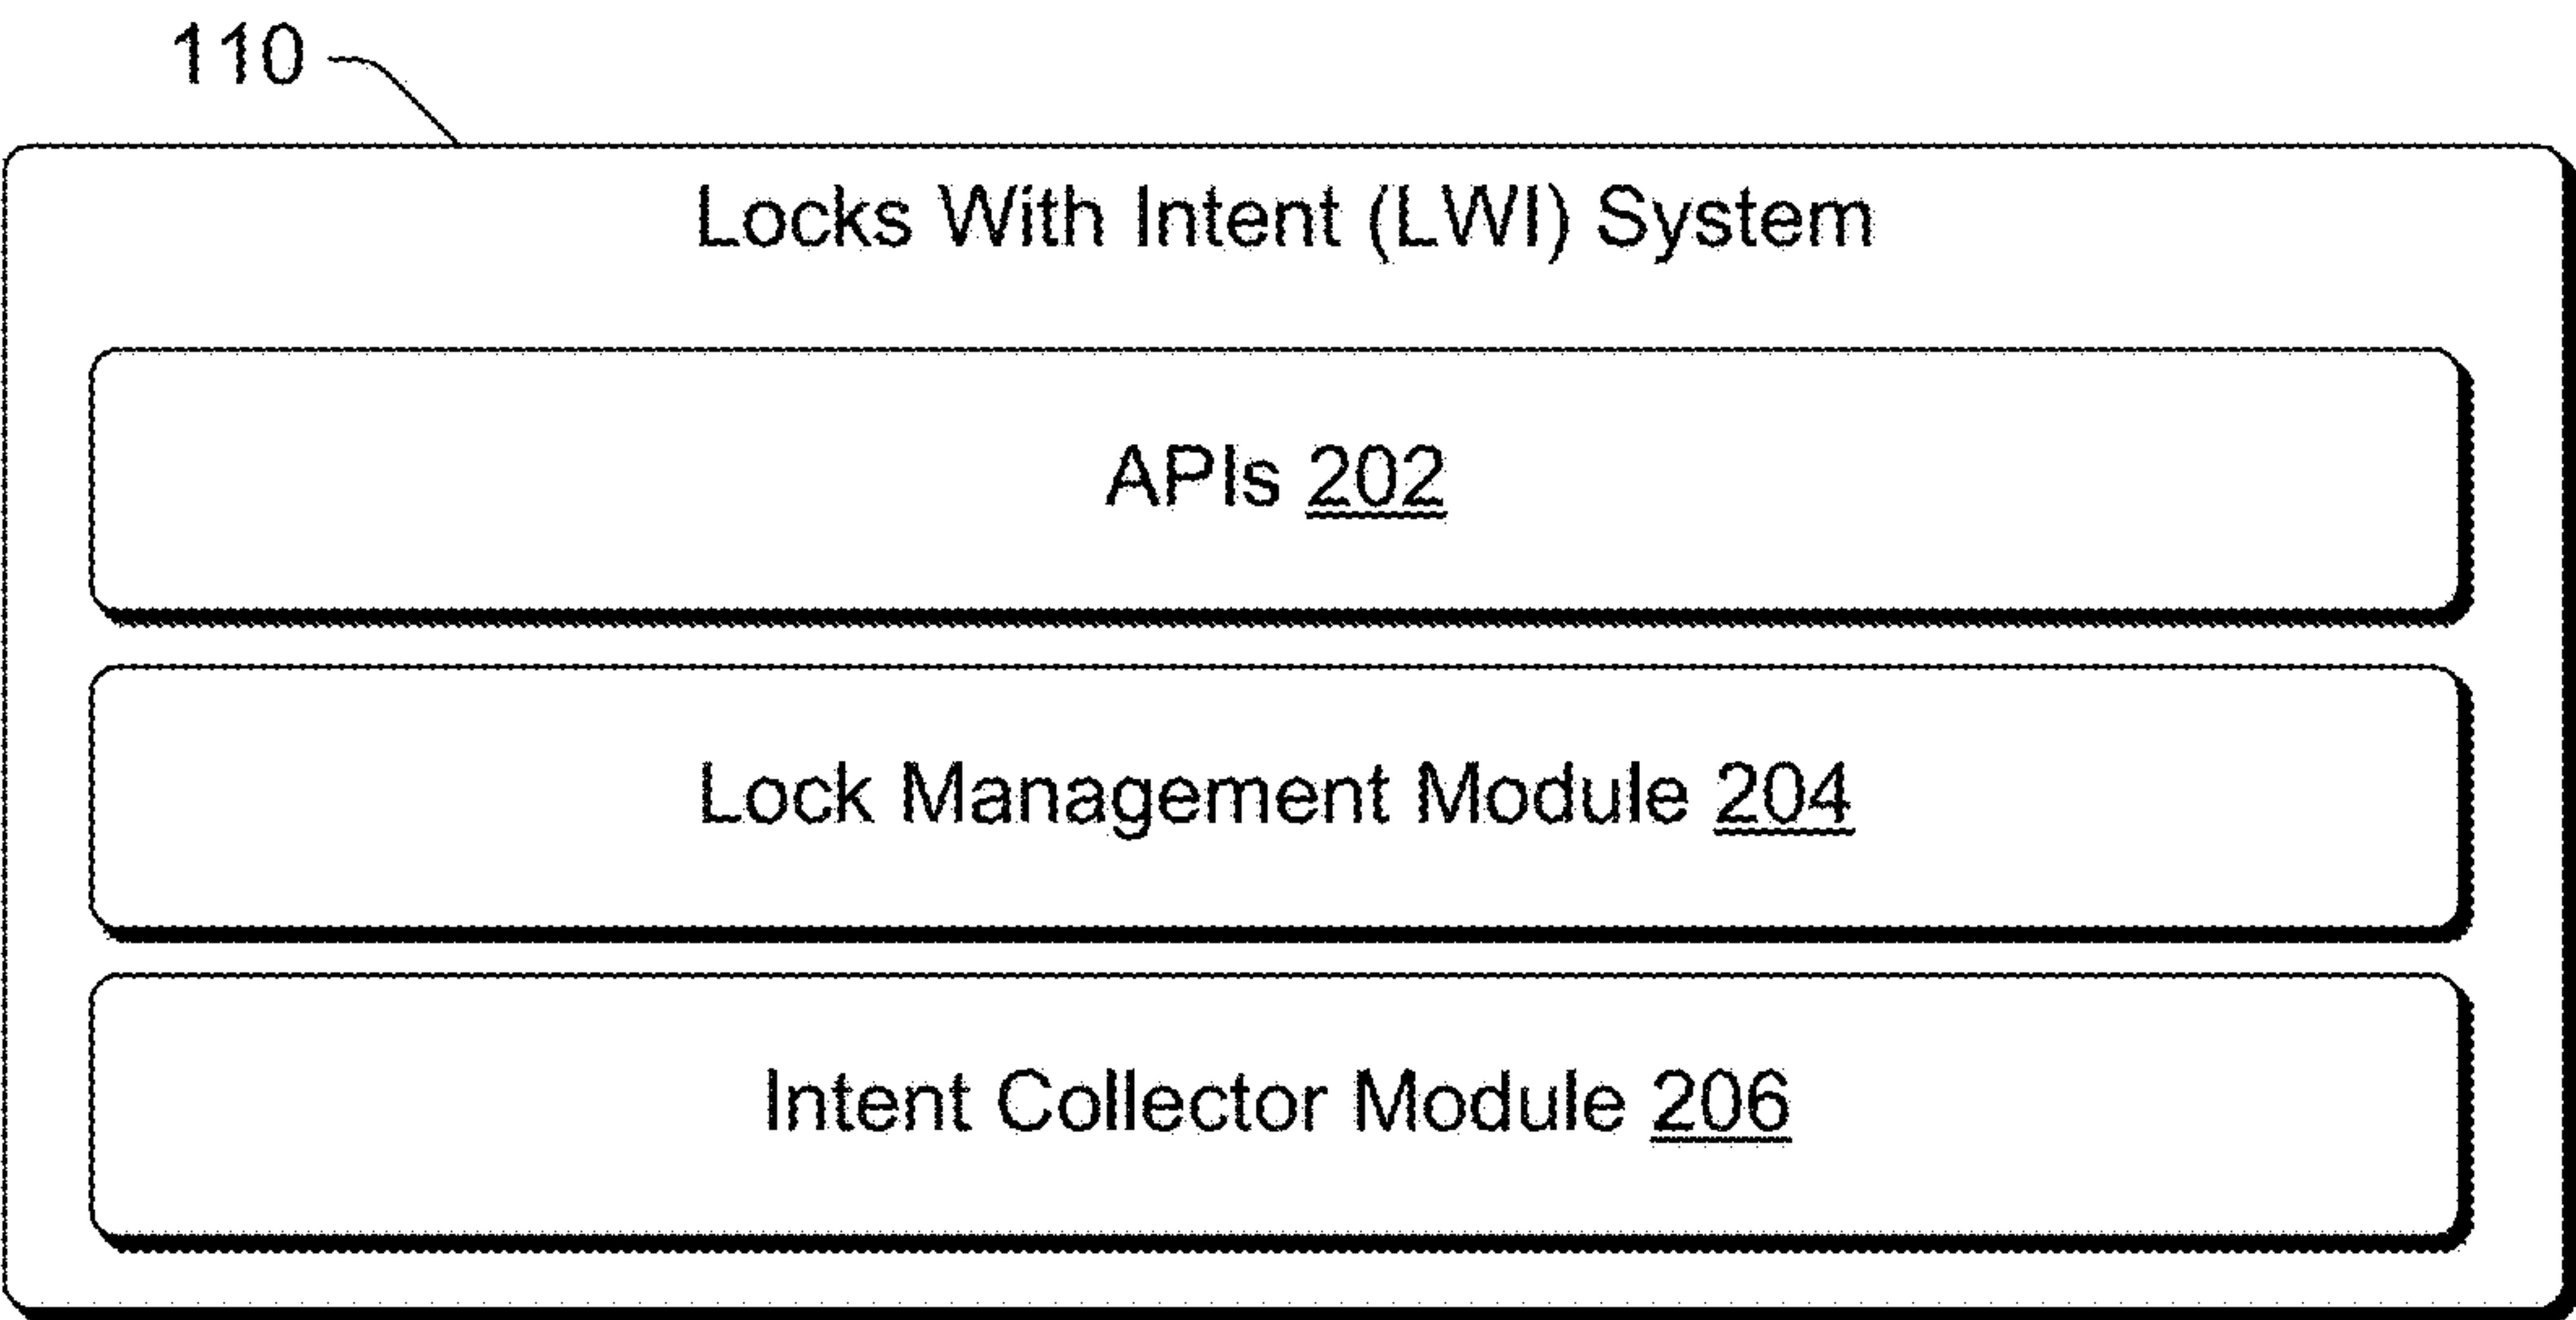 110
Locks With Intent (LWI) System
APIs 202
Lock Management Module 204
Intent Collector Module 206